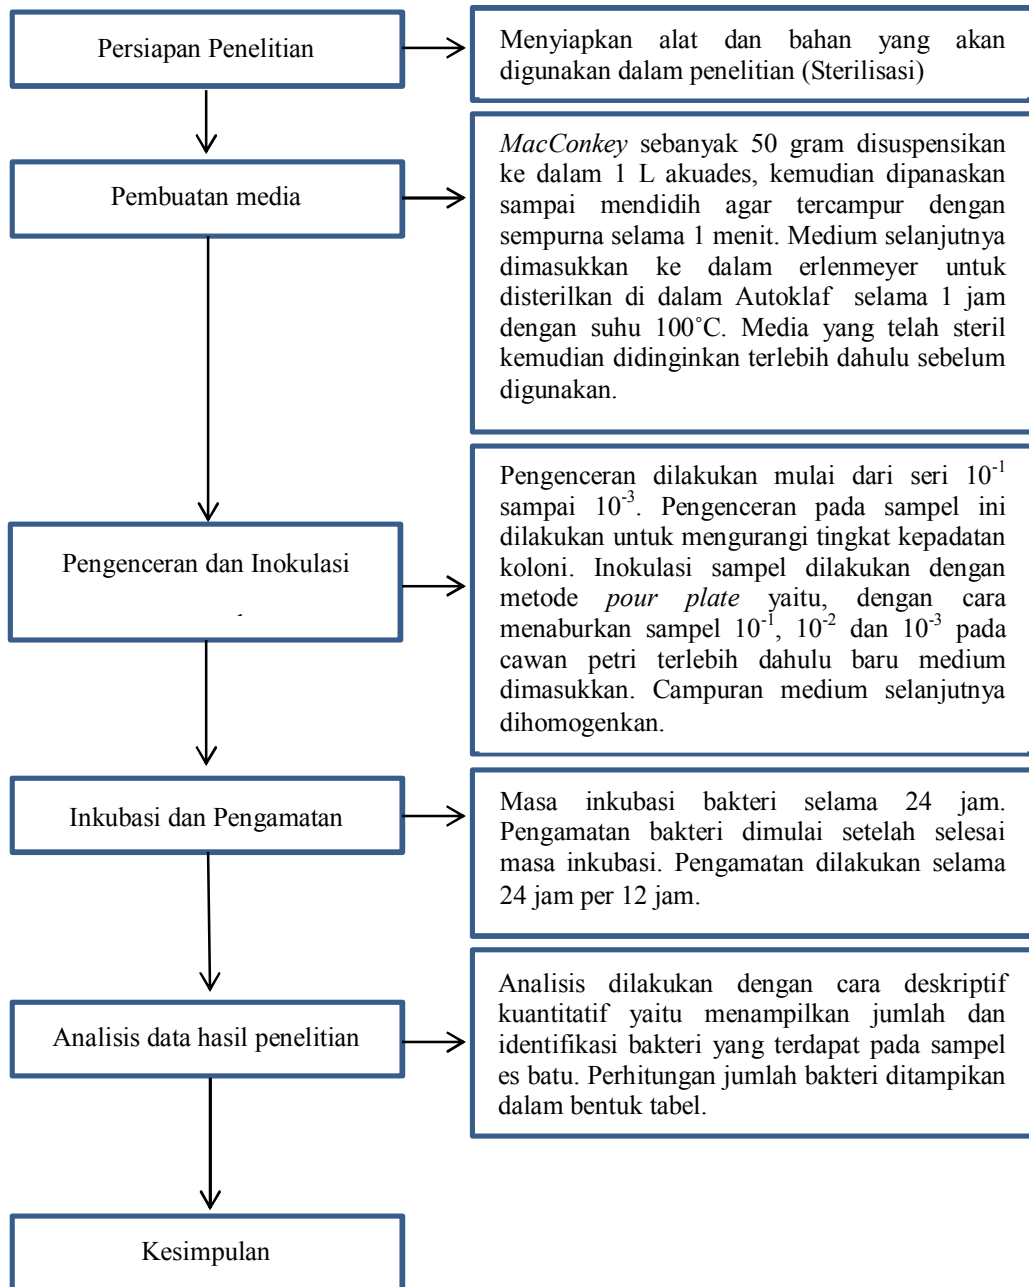 Persiapan Penelitian
Menyiapkan alat dan bahan yang akan
digunakan dalam penelitian (Sterilisasi)
Pembuatan media
MacConkey sebanyak 50 gram disuspensikan
ke dalam 1 L akuades, kemudian dipanaskan
sampai mendidih agar tercampur dengan
sempurna selama 1 menit. Medium selanjutnya
dimasukkan ke dalam erlenmeyer untuk
disterilkan di dalam Autoklaf selama 1 jam
dengan suhu 100˚C. Media yang telah steril
kemudian didinginkan terlebih dahulu sebelum
digunakan.
Pengenceran dan Inokulasi
Pengenceran dilakukan mulai dari seri 10⁻¹
sampai 10⁻³. Pengenceran pada sampel ini
dilakukan untuk mengurangi tingkat kepadatan
koloni. Inokulasi sampel dilakukan dengan
metode pour plate yaitu, dengan cara
menaburkan sampel 10⁻¹, 10⁻² dan 10⁻³ pada
cawan petri terlebih dahulu baru medium
dimasukkan. Campuran medium selanjutnya
dihomogenkan.
Inkubasi dan Pengamatan
Masa inkubasi bakteri selama 24 jam.
Pengamatan bakteri dimulai setelah selesai
masa inkubasi. Pengamatan dilakukan selama
24 jam per 12 jam.
Analisis data hasil penelitian
Analisis dilakukan dengan cara deskriptif
kuantitatif yaitu menampilkan jumlah dan
identifikasi bakteri yang terdapat pada sampel
es batu. Perhitungan jumlah bakteri ditampikan
dalam bentuk tabel.
Kesimpulan